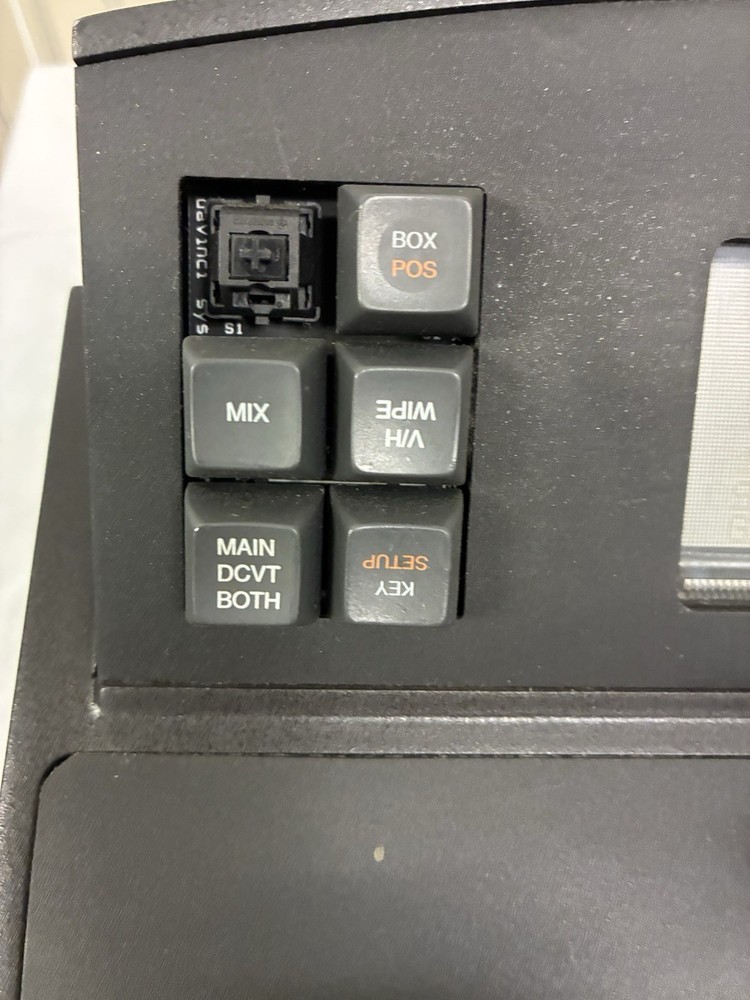 davinci sys
S1
BOX
POS
MIX
V/H
WIPE
MAIN
DCVT
BOTH
KEY
SETUP